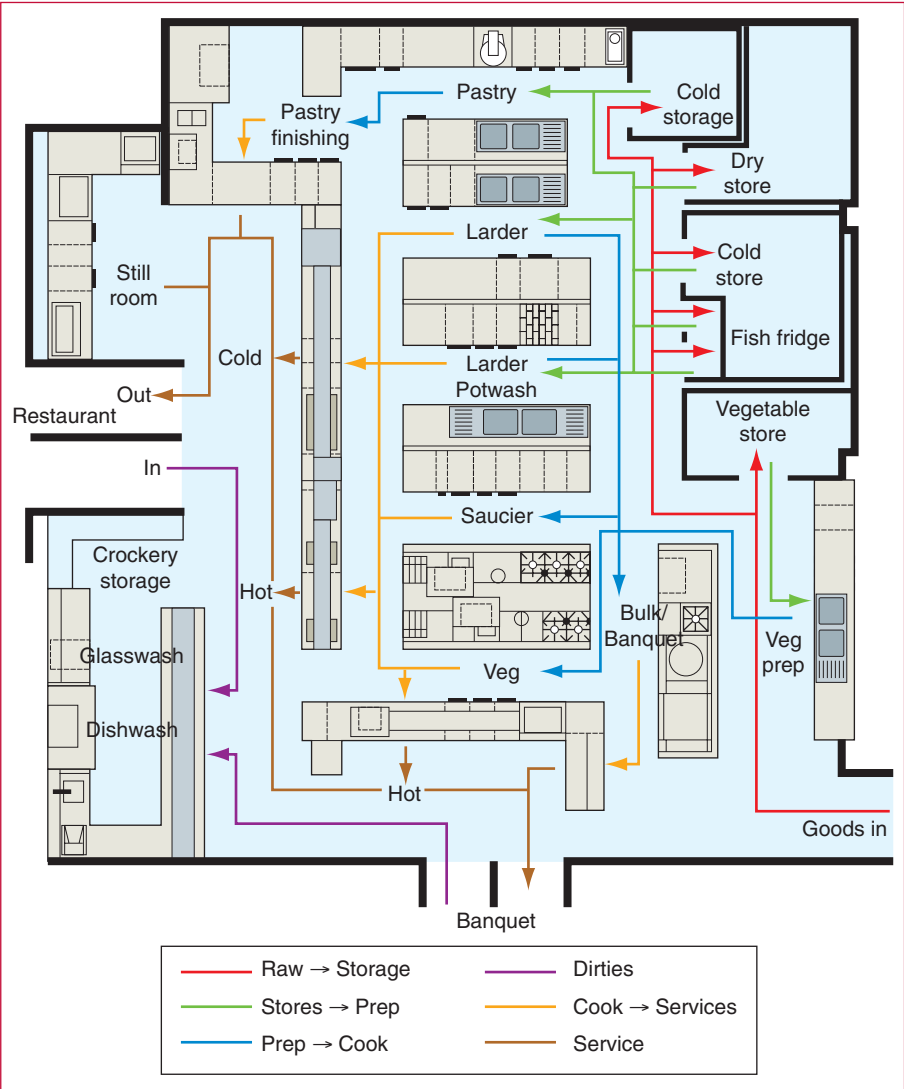 Pastry
Cold
storage
Pastry
finishing
Dry
store
Larder
Cold
store
Still
room
Fish fridge
Cold
Larder
Potwash
Out
Restaurant
Vegetable
store
In
Saucier
Crockery
storage
Hot
Bulk/
Banquet
Glasswash
Veg
prep
Veg
Dishwash
Hot
Goods in
Banquet
Raw → Storage
Dirties
Stores → Prep
Cook → Services
Prep → Cook
Service